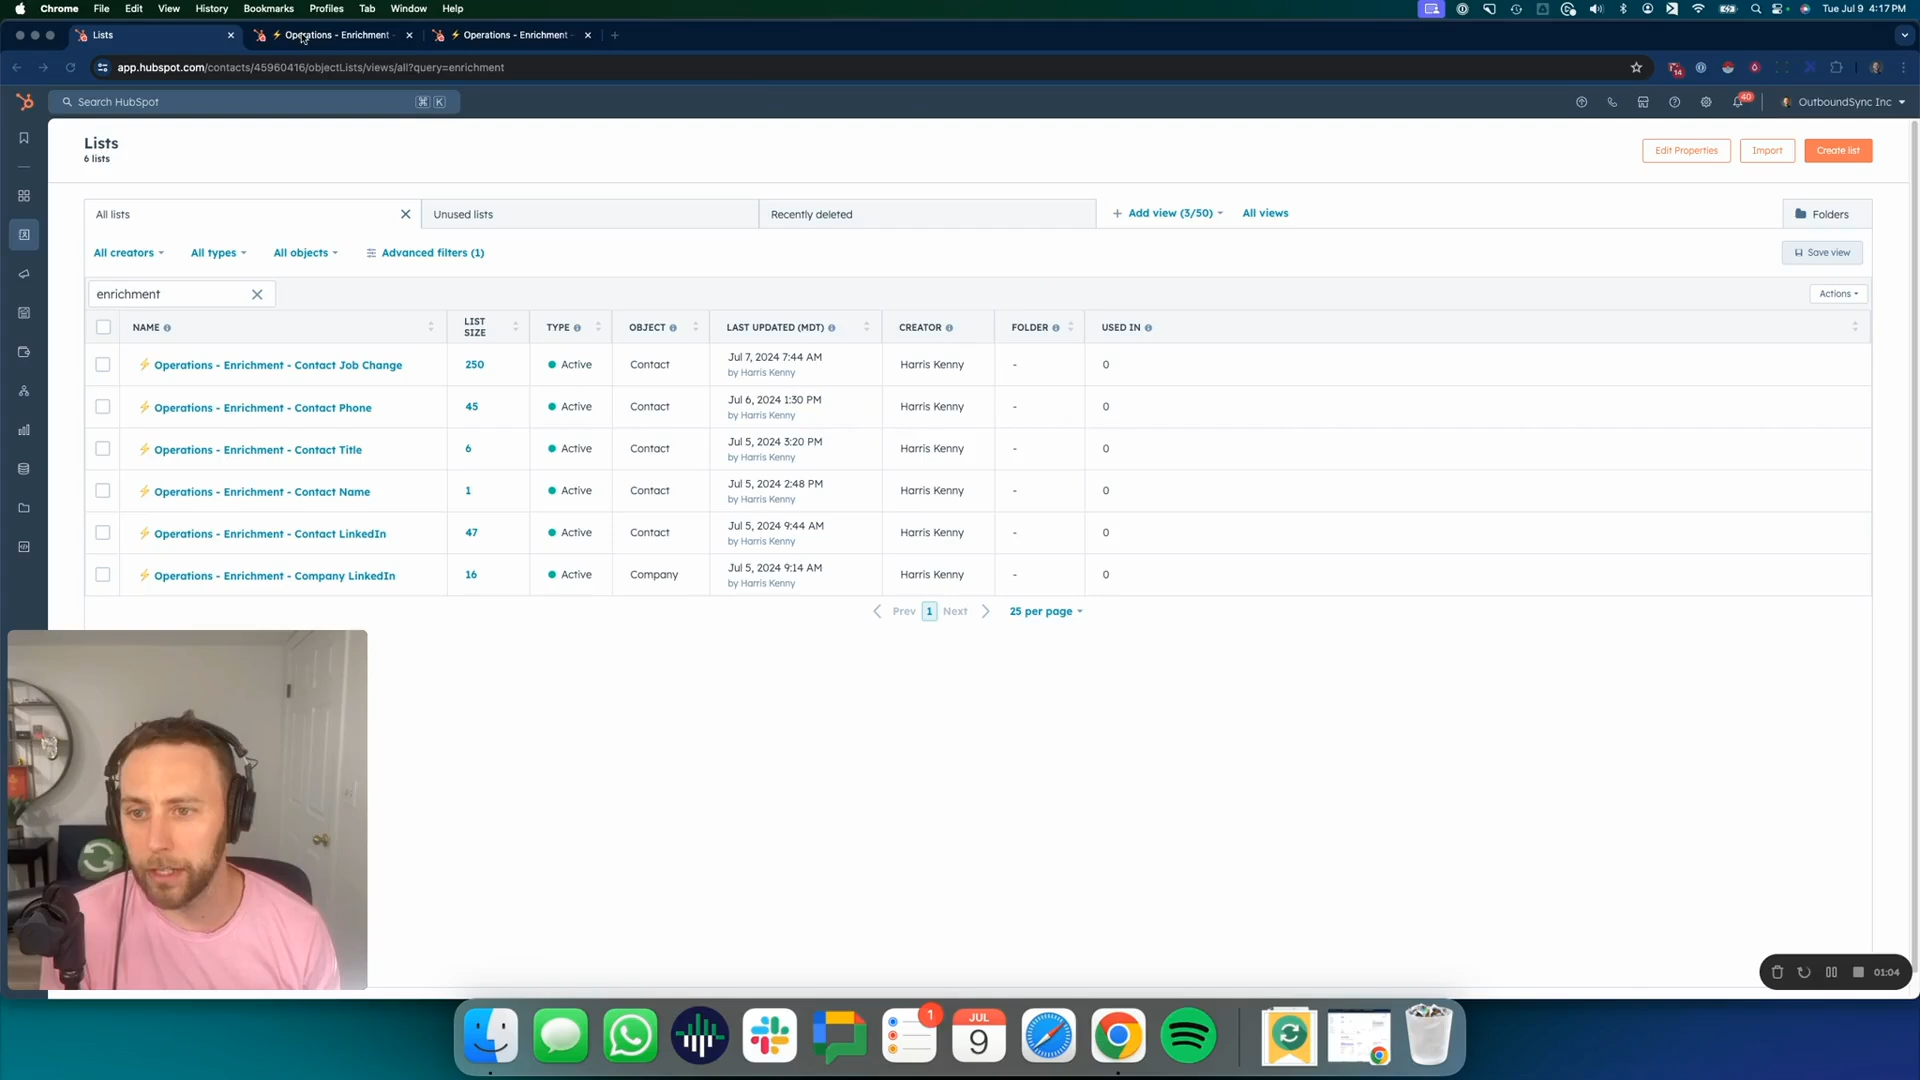 Chrome File Edit View History Bookmarks Profiles Tab Window Help Tue Jul 9 4:17 PM
Lists ⚡ Operations - Enrichment - ⚡ Operations - Enrichment
app.hubspot.com/contacts/45960416/objectLists/views/all?query=enrichment
14
Search HubSpot ⌘ K 40 OutboundSync Inc
Lists
6 lists
Edit Properties Import Create list
All lists Unused lists Recently deleted + Add view (3/50) All views Folders
All creators All types All objects Advanced filters (1) Save view
enrichment Actions
NAME LIST SIZE TYPE OBJECT LAST UPDATED (MDT) CREATOR FOLDER USED IN
⚡ Operations - Enrichment - Contact Job Change 250 Active Contact Jul 7, 2024 7:44 AM Harris Kenny - 0
by Harris Kenny
⚡ Operations - Enrichment - Contact Phone 45 Active Contact Jul 6, 2024 1:30 PM Harris Kenny - 0
by Harris Kenny
⚡ Operations - Enrichment - Contact Title 6 Active Contact Jul 5, 2024 3:20 PM Harris Kenny - 0
by Harris Kenny
⚡ Operations - Enrichment - Contact Name 1 Active Contact Jul 5, 2024 2:48 PM Harris Kenny - 0
by Harris Kenny
⚡ Operations - Enrichment - Contact LinkedIn 47 Active Contact Jul 5, 2024 9:44 AM Harris Kenny - 0
by Harris Kenny
⚡ Operations - Enrichment - Company LinkedIn 16 Active Company Jul 5, 2024 9:14 AM Harris Kenny - 0
by Harris Kenny
Prev 1 Next 25 per page
01:04
1
JUL
9